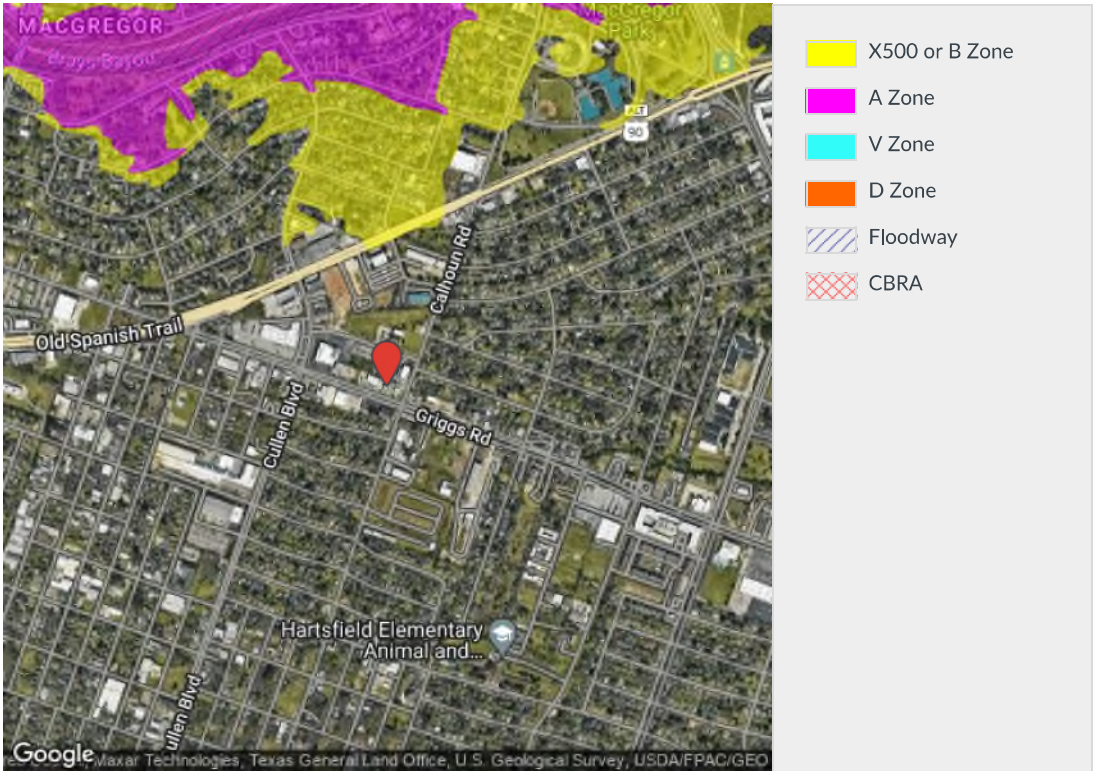 MACGREGOR
Brays Bayou
MacGregor
Park
ALT
90
Calhoun Rd
Old Spanish Trail
Cullen Blvd
Griggs Rd
Hartsfield Elementary
Animal and...
ullen Blvd
Google
Maxar Technologies, Texas General Land Office, U.S. Geological Survey, USDA/FPAC/GEO
X500 or B Zone
A Zone
V Zone
D Zone
Floodway
CBRA